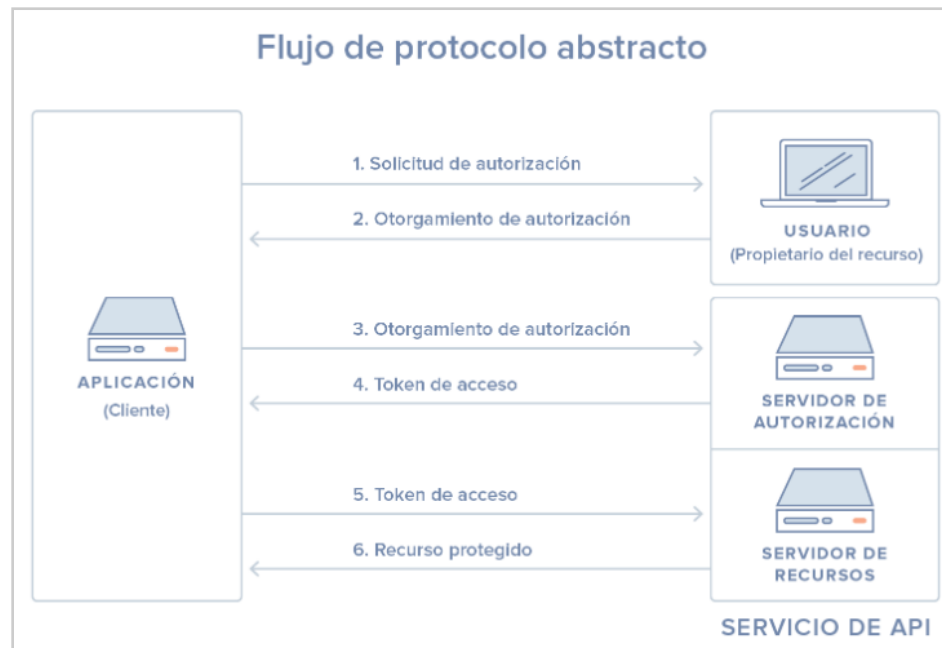 Flujo de protocolo abstracto
1. Solicitud de autorización
2. Otorgamiento de autorización
USUARIO
(Propietario del recurso)
3. Otorgamiento de autorización
4. Token de acceso
APLICACIÓN
(Cliente)
SERVIDOR DE
AUTORIZACIÓN
5. Token de acceso
6. Recurso protegido
SERVIDOR DE
RECURSOS
SERVICIO DE API